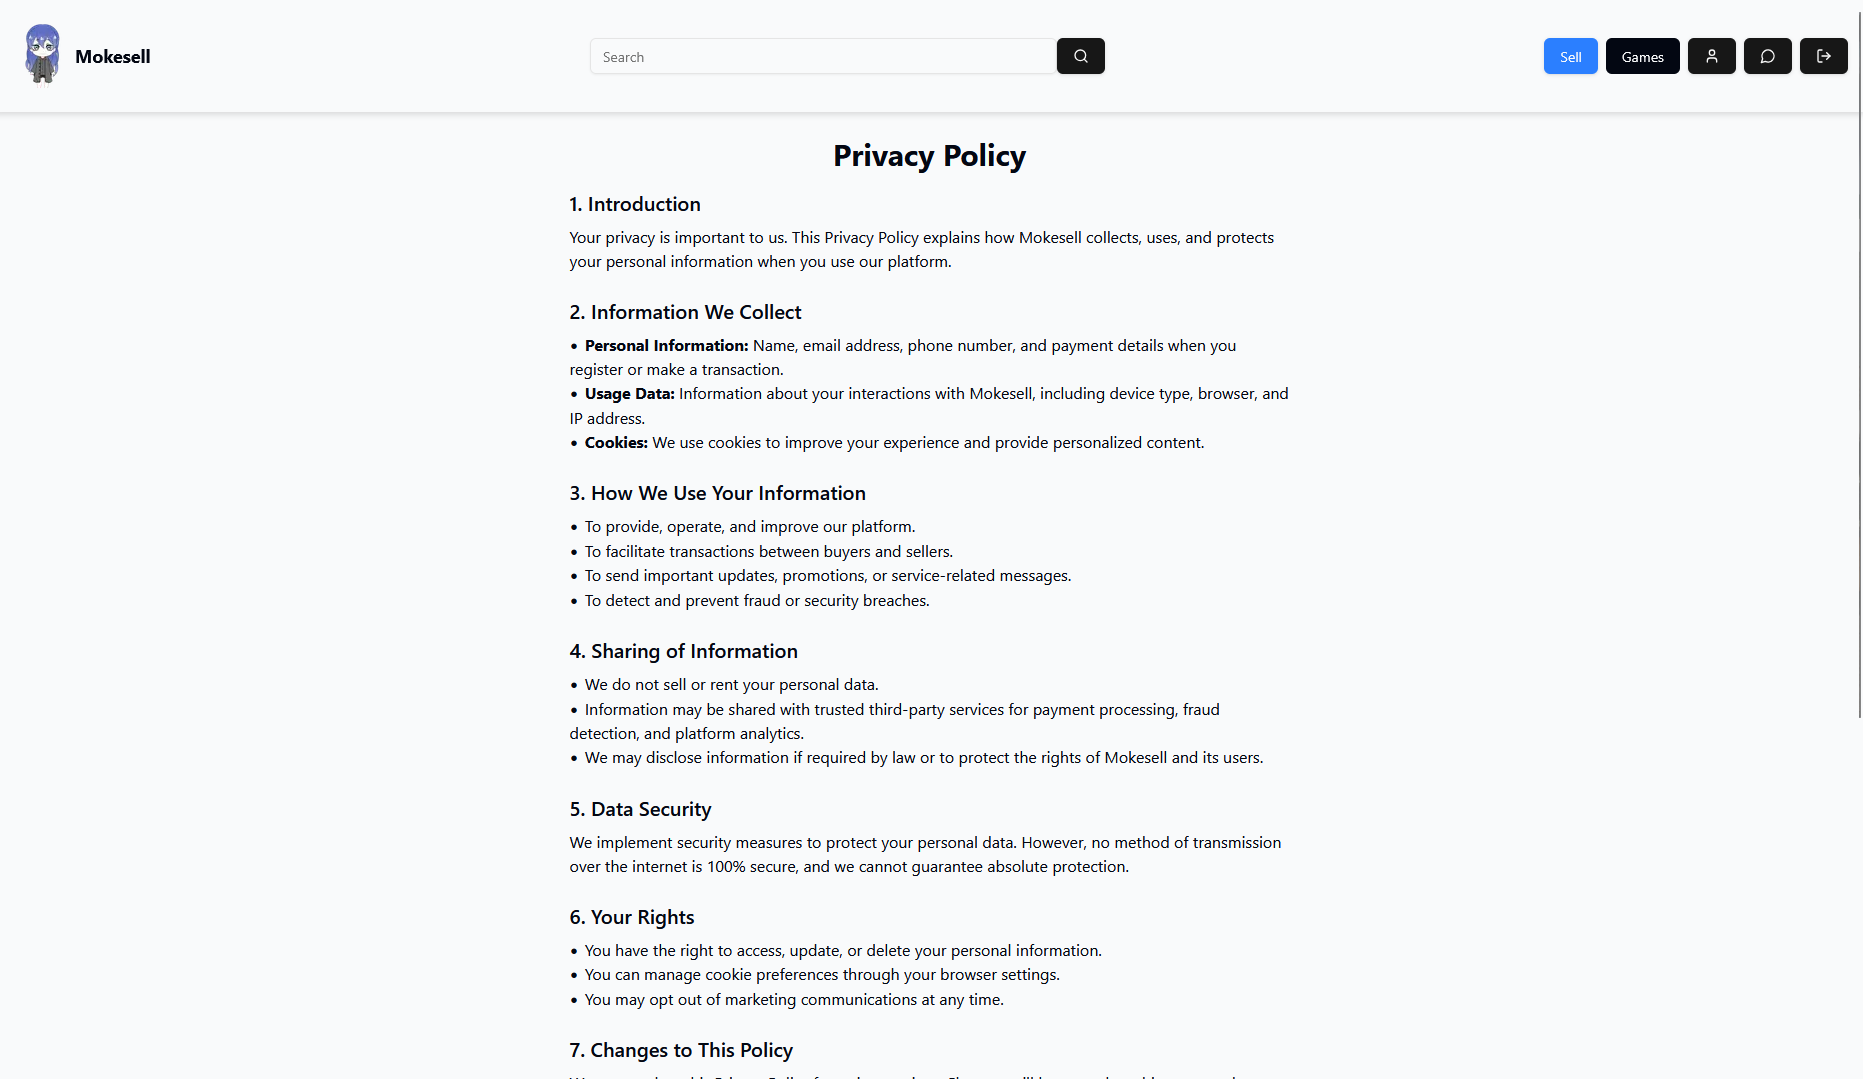 Mokesell
Search
Sell
Games
Privacy Policy
1. Introduction
Your privacy is important to us. This Privacy Policy explains how Mokesell collects, uses, and protects
your personal information when you use our platform.
2. Information We Collect
• Personal Information: Name, email address, phone number, and payment details when you
register or make a transaction.
• Usage Data: Information about your interactions with Mokesell, including device type, browser, and
IP address.
• Cookies: We use cookies to improve your experience and provide personalized content.
3. How We Use Your Information
• To provide, operate, and improve our platform.
• To facilitate transactions between buyers and sellers.
• To send important updates, promotions, or service-related messages.
• To detect and prevent fraud or security breaches.
4. Sharing of Information
• We do not sell or rent your personal data.
• Information may be shared with trusted third-party services for payment processing, fraud
detection, and platform analytics.
• We may disclose information if required by law or to protect the rights of Mokesell and its users.
5. Data Security
We implement security measures to protect your personal data. However, no method of transmission
over the internet is 100% secure, and we cannot guarantee absolute protection.
6. Your Rights
• You have the right to access, update, or delete your personal information.
• You can manage cookie preferences through your browser settings.
• You may opt out of marketing communications at any time.
7. Changes to This Policy